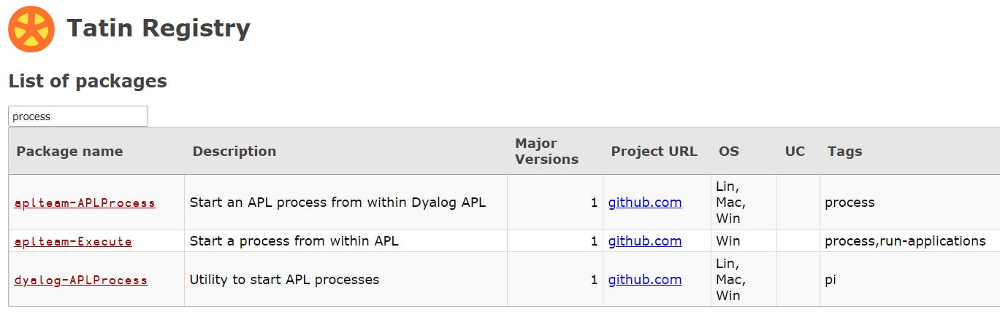 Tatin Registry
List of packages
process
Package name Description Major Versions Project URL OS UC Tags
aplteam-APLProcess Start an APL process from within Dyalog APL 1 github.com Lin, Mac, Win process
aplteam-Execute Start a process from within APL 1 github.com Win process,run-applications
dyalog-APLProcess Utility to start APL processes 1 github.com Lin, Mac, Win pi